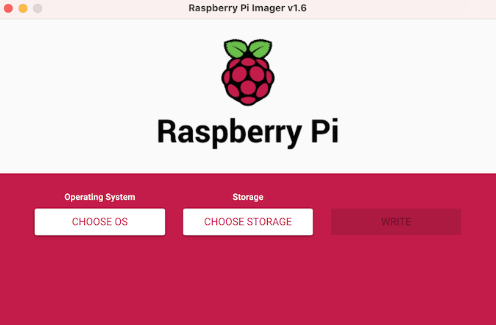 Raspberry Pi Imager v1.6
Raspberry Pi
Operating System
Storage
CHOOSE OS
CHOOSE STORAGE
WRITE